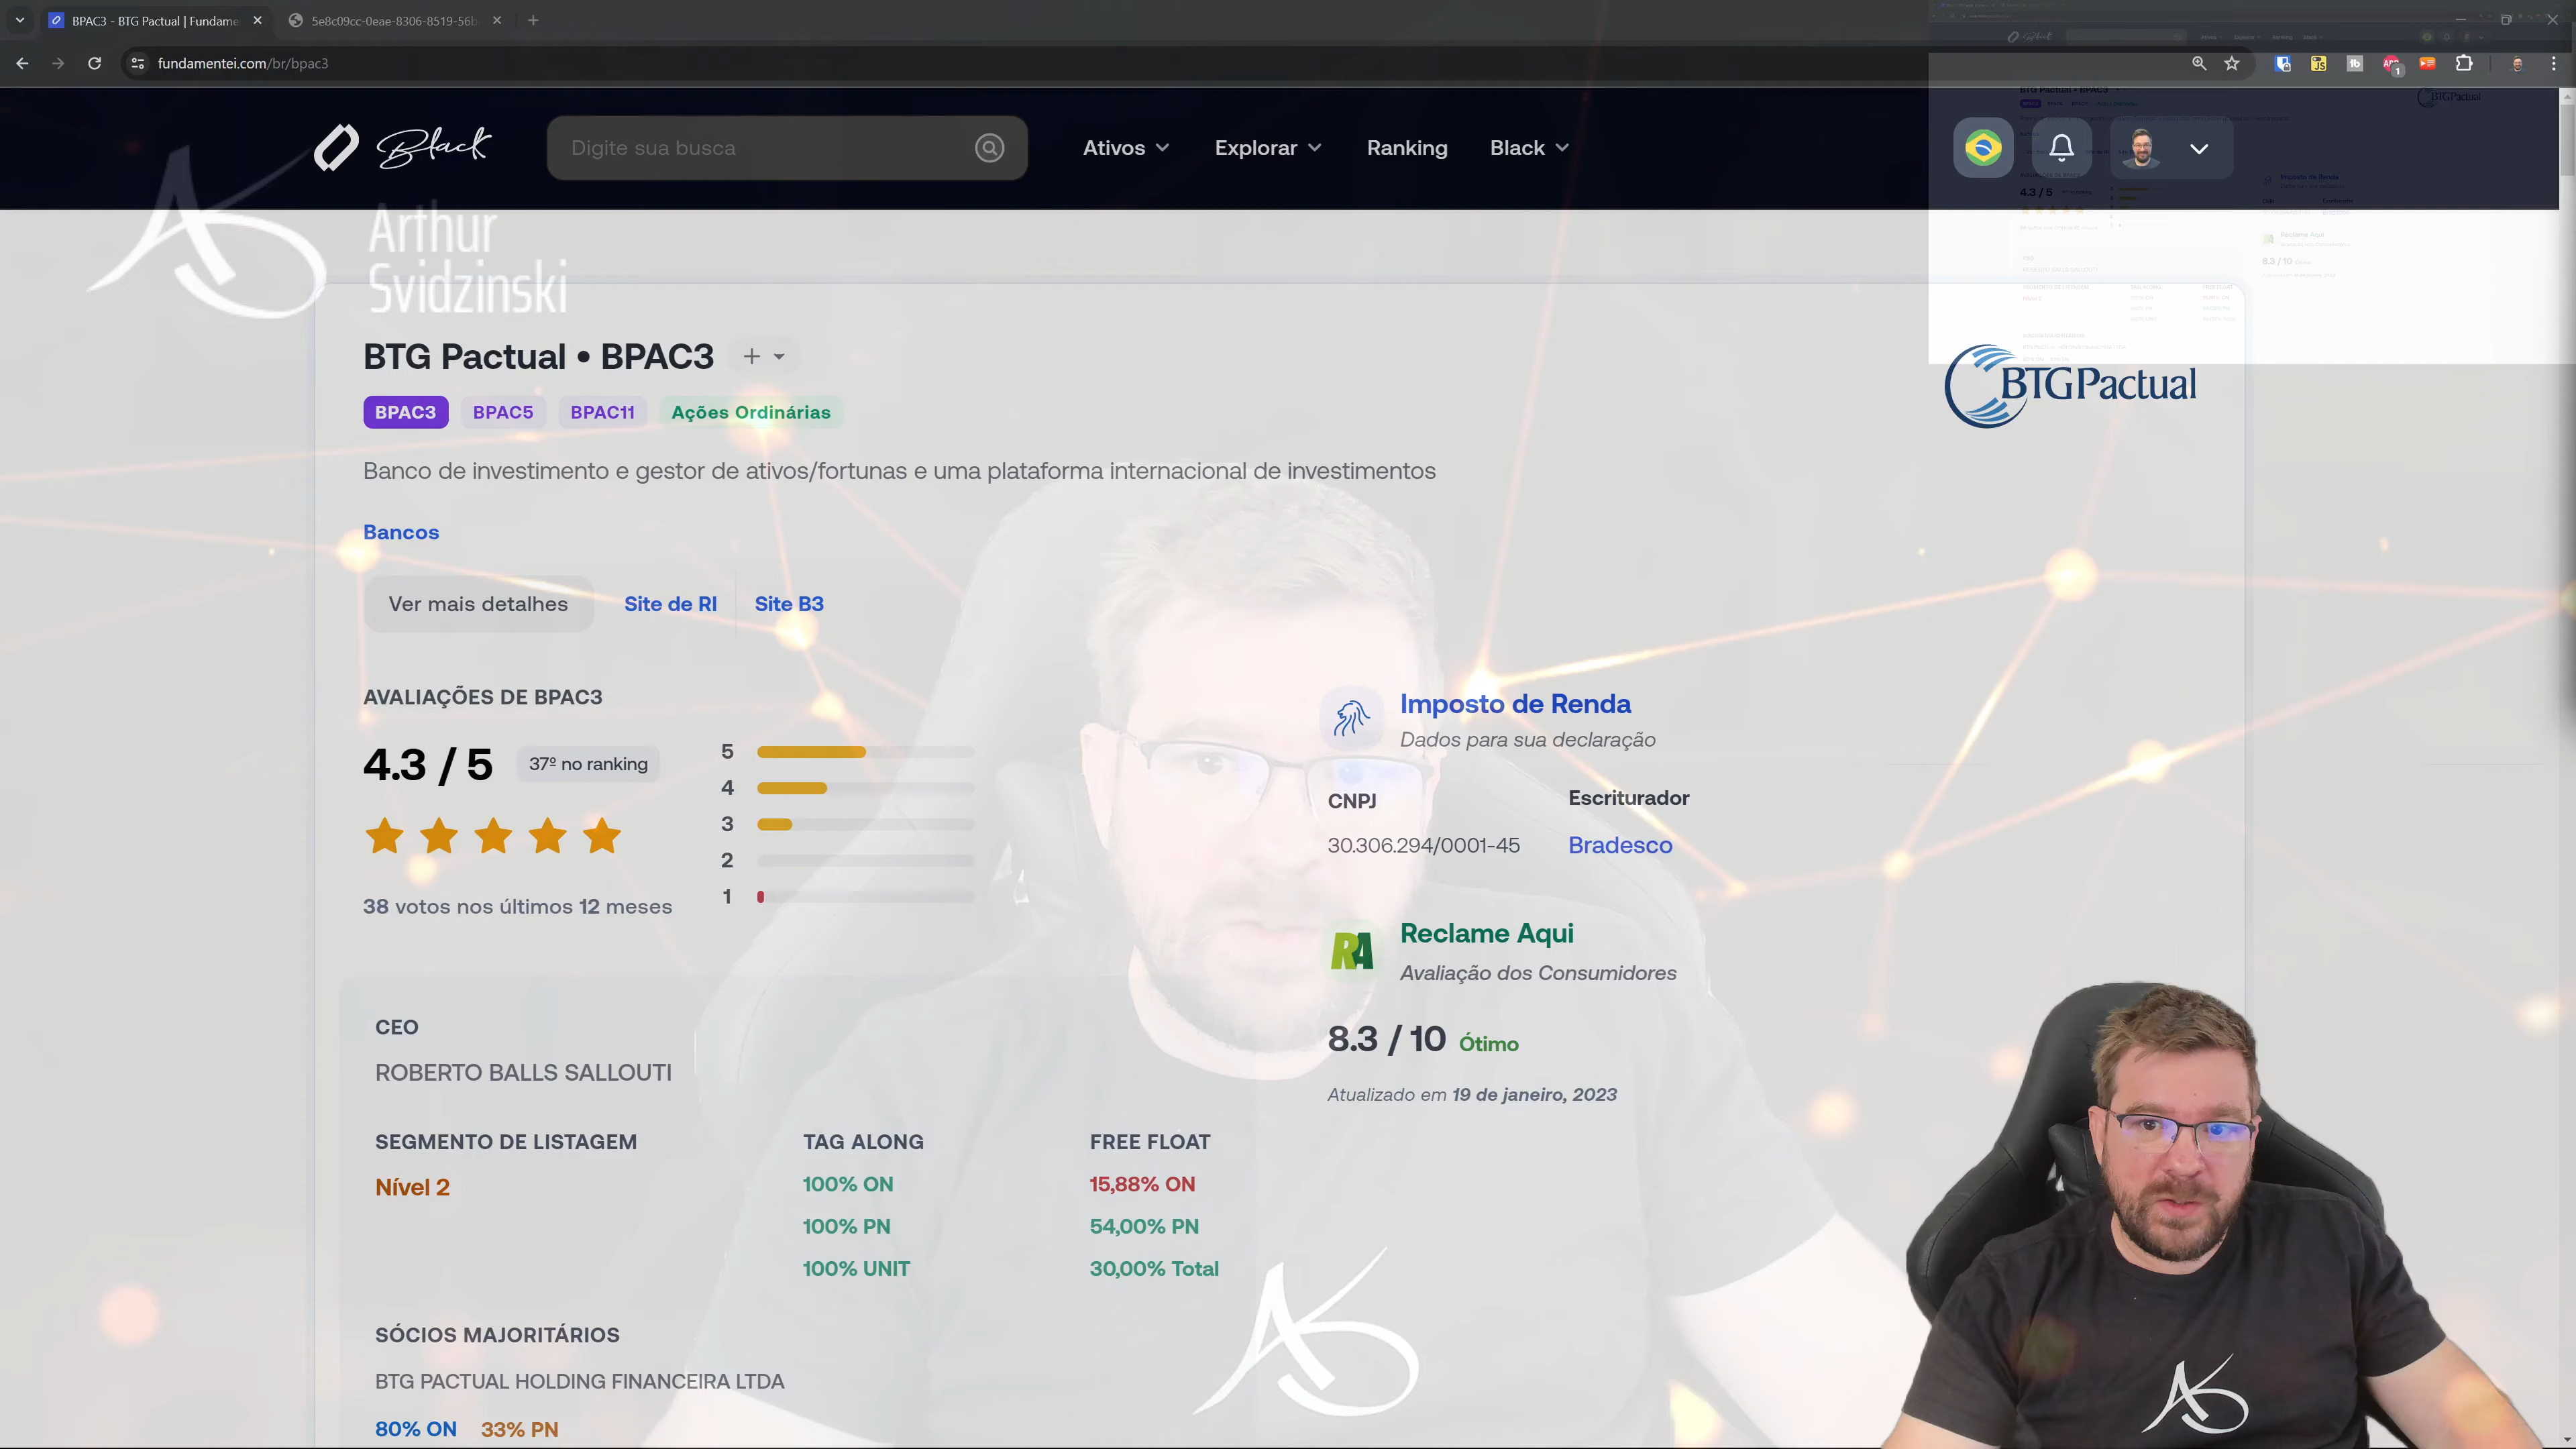 BPAC3 - BTG Pactual | Fundame
5e8c09cc-0eae-8306-8519-56b
fundamentei.com/br/bpac3
Black
Digite sua busca
Ativos
Explorar
Ranking
Black
Arthur
Svidzinski
BTG Pactual • BPAC3
BPAC3
BPAC5
BPAC11
Ações Ordinárias
BTGPactual
Banco de investimento e gestor de ativos/fortunas e uma plataforma internacional de investimentos
Bancos
Ver mais detalhes
Site de RI
Site B3
AVALIAÇÕES DE BPAC3
4.3 / 5
37º no ranking
5
4
3
2
1
38 votos nos últimos 12 meses
Imposto de Renda
Dados para sua declaração
CNPJ
Escriturador
30.306.294/0001-45
Bradesco
RA
Reclame Aqui
Avaliação dos Consumidores
8.3 / 10 Ótimo
Atualizado em 19 de janeiro, 2023
CEO
ROBERTO BALLS SALLOUTI
SEGMENTO DE LISTAGEM
TAG ALONG
FREE FLOAT
Nível 2
100% ON
15,88% ON
100% PN
54,00% PN
100% UNIT
30,00% Total
SÓCIOS MAJORITÁRIOS
BTG PACTUAL HOLDING FINANCEIRA LTDA
80% ON
33% PN